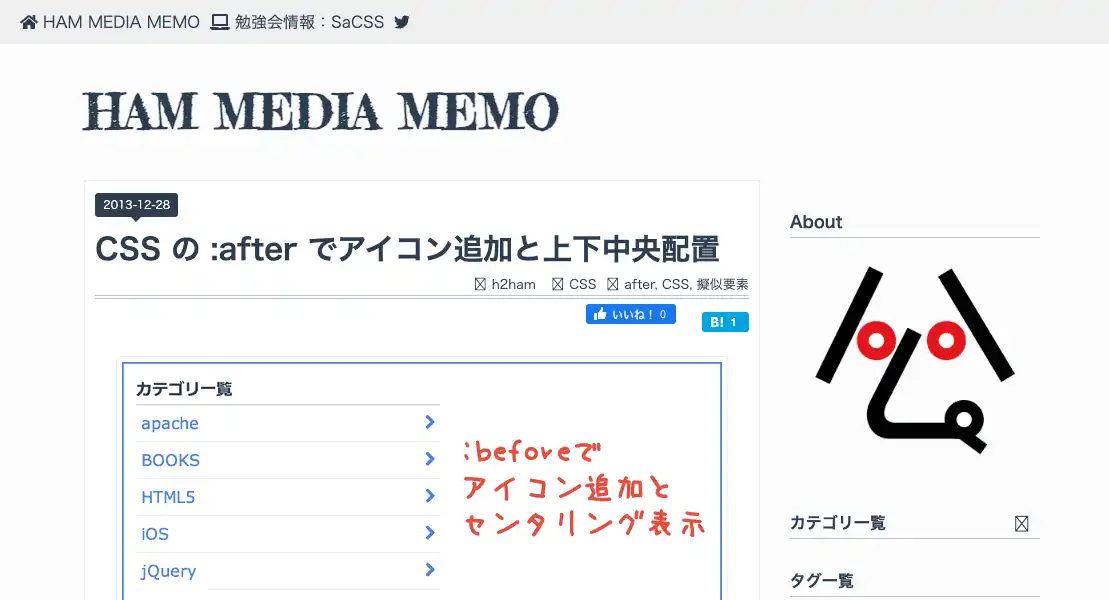 HAM MEDIA MEMO 勉強会情報：SaCSS
HAM MEDIA MEMO
2013-12-28
CSS の :after でアイコン追加と上下中央配置
h2ham CSS after, CSS, 擬似要素
いいね！ 0
B! 1
カテゴリ一覧
apache
BOOKS
HTML5
iOS
jQuery
:beforeで
アイコン追加と
センタリング表示
About
カテゴリ一覧
タグ一覧